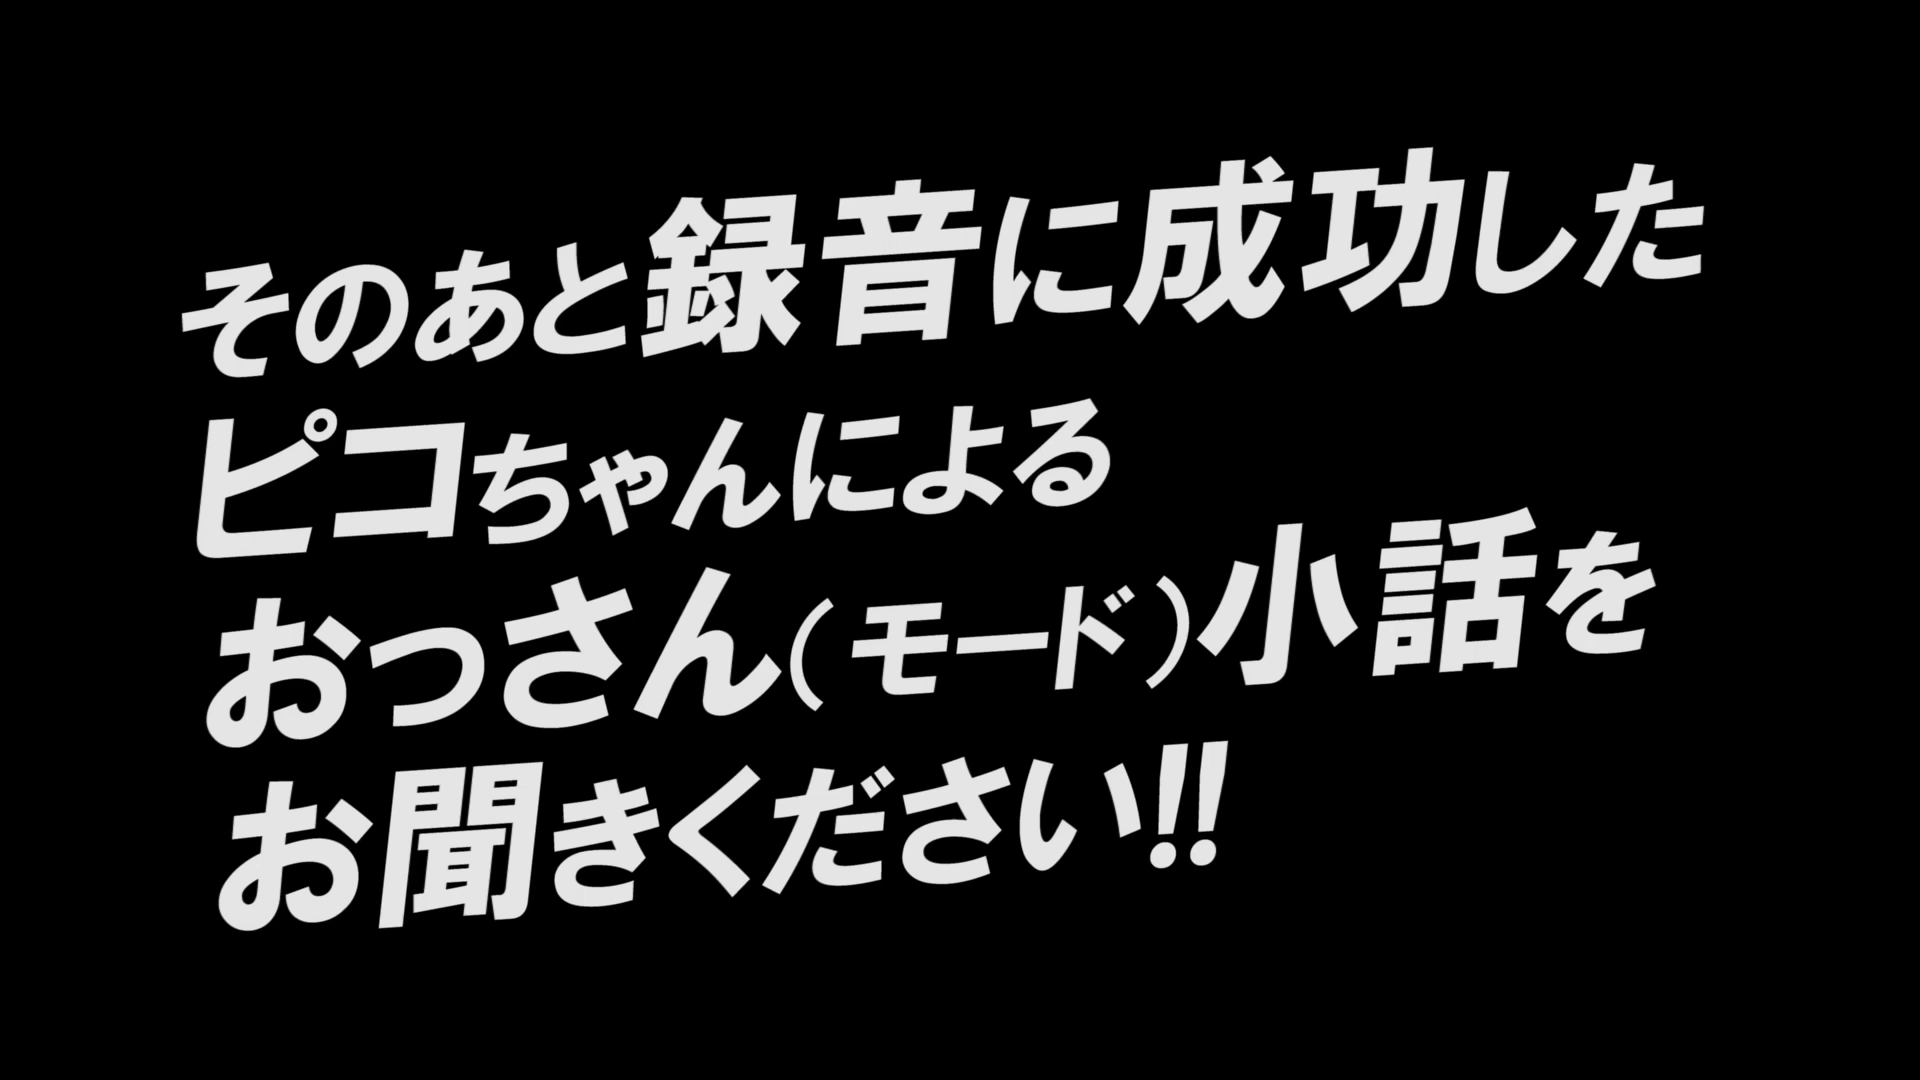 そのあと録音に成功した
ピコちゃんによる
おっさん（モード）小話を
お聞きください!!